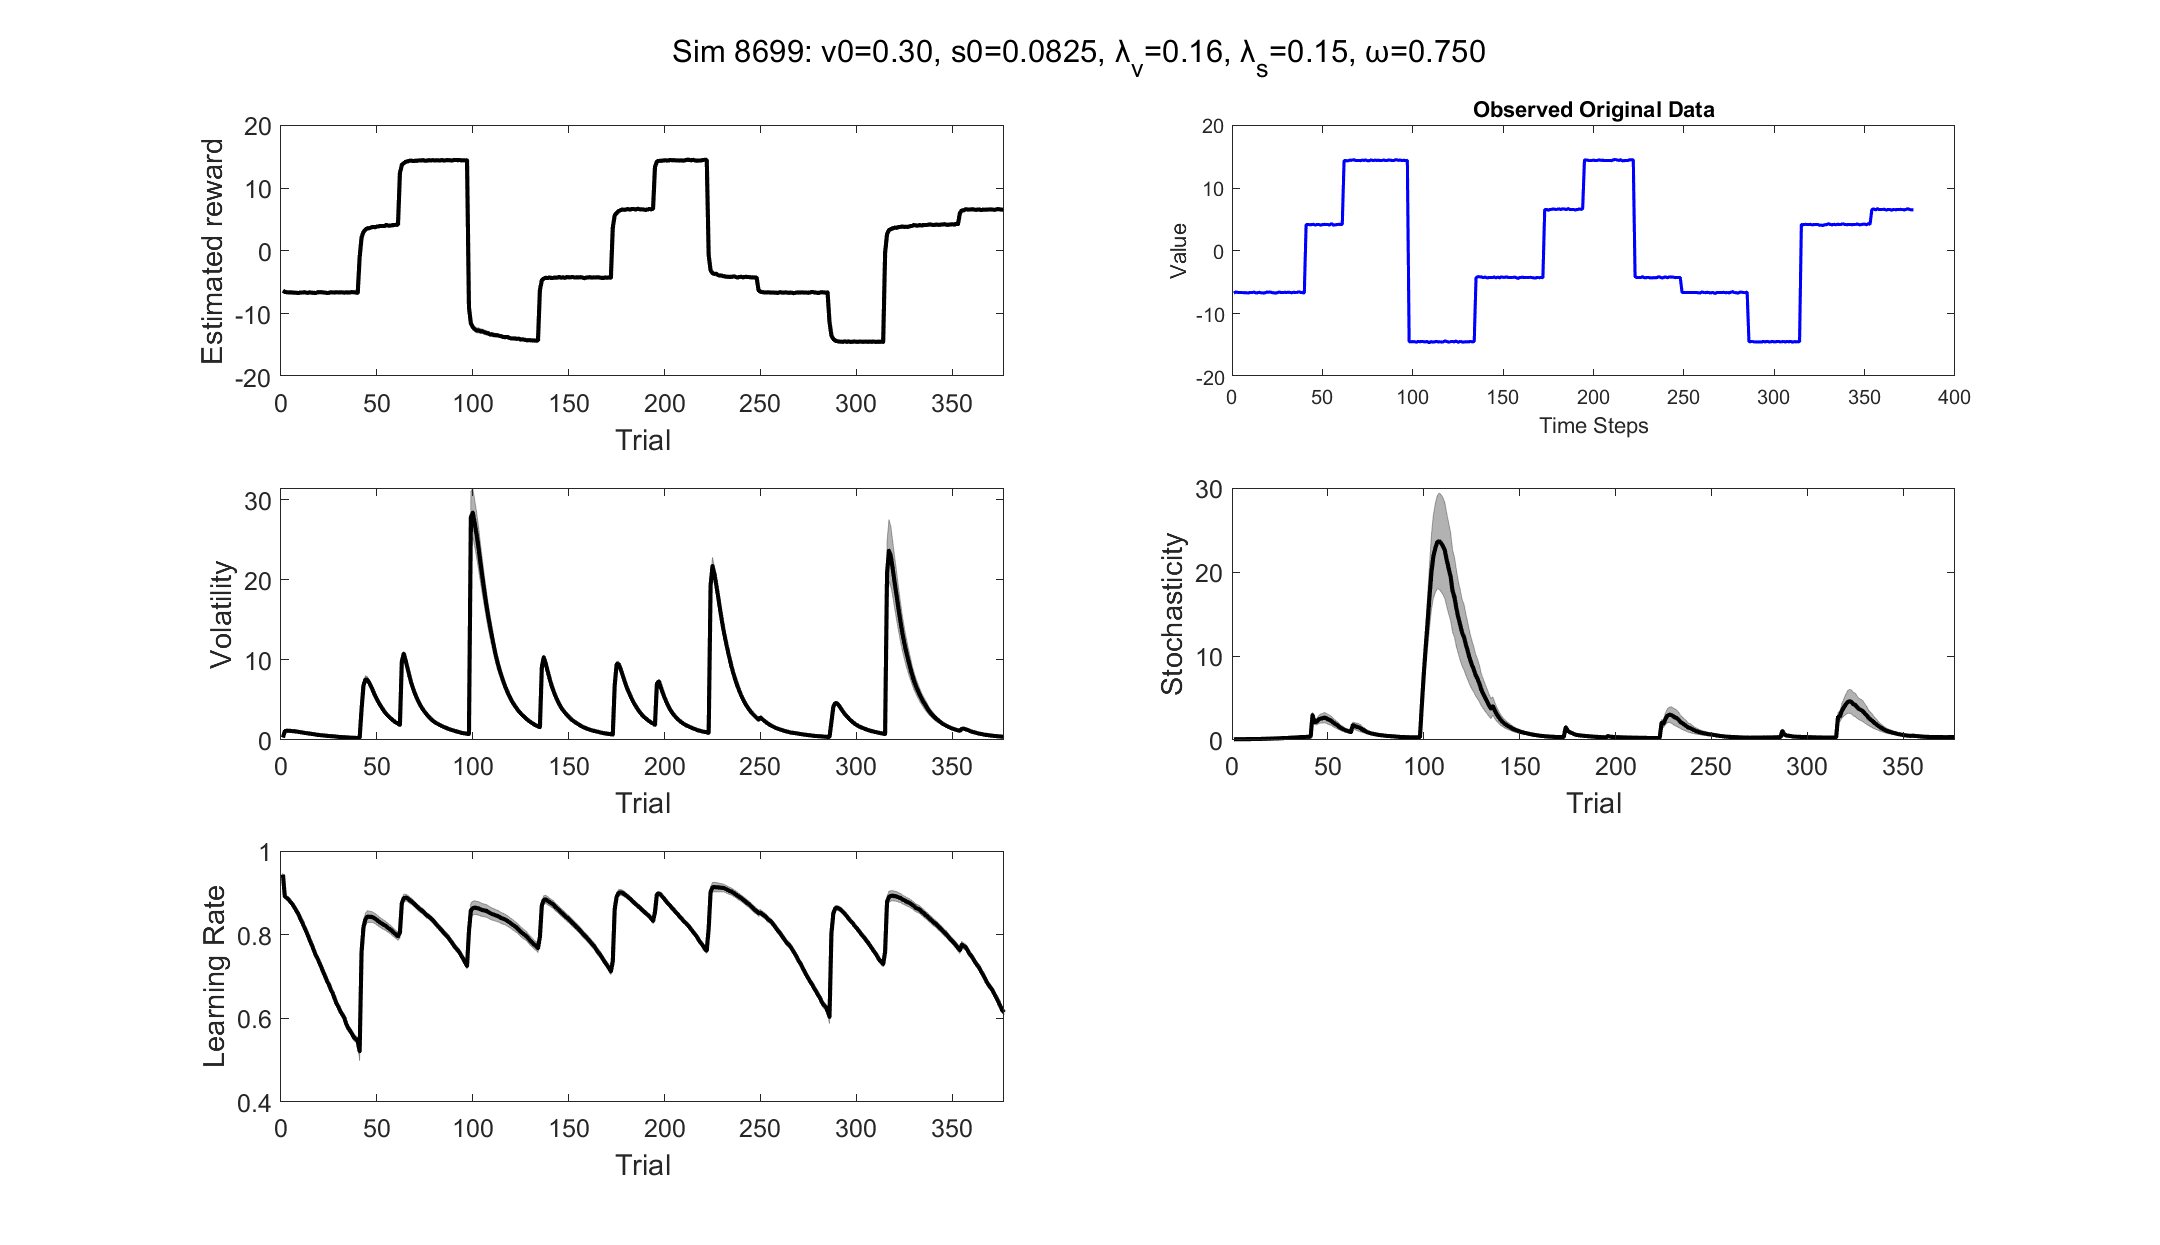 Sim 8699: v0=0.30, s0=0.0825, λ_v=0.16, λ_s=0.15, ω=0.750
Estimated reward
20
10
0
-10
-20
0 50 100 150 200 250 300 350
Trial
Observed Original Data
Value
20
10
0
-10
-20
0 50 100 150 200 250 300 350 400
Time Steps
Volatility
30
20
10
0
0 50 100 150 200 250 300 350
Trial
Stochasticity
30
20
10
0
0 50 100 150 200 250 300 350
Trial
Learning Rate
1
0.8
0.6
0.4
0 50 100 150 200 250 300 350
Trial